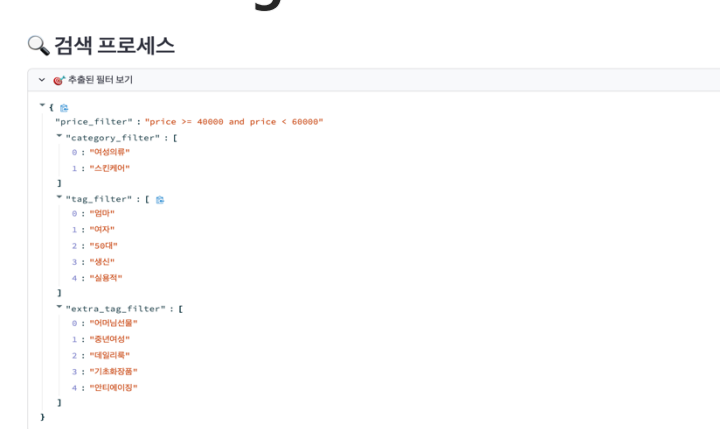 검색 프로세스
추출된 필터 보기
{
"price_filter" : "price >= 40000 and price < 60000"
"category_filter" : [
0 : "여성의류"
1 : "스킨케어"
]
"tag_filter" : [
0 : "엄마"
1 : "여자"
2 : "50대"
3 : "생신"
4 : "실용적"
]
"extra_tag_filter" : [
0 : "어머님선물"
1 : "중년여성"
2 : "데일리룩"
3 : "기초화장품"
4 : "안티에이징"
]
}